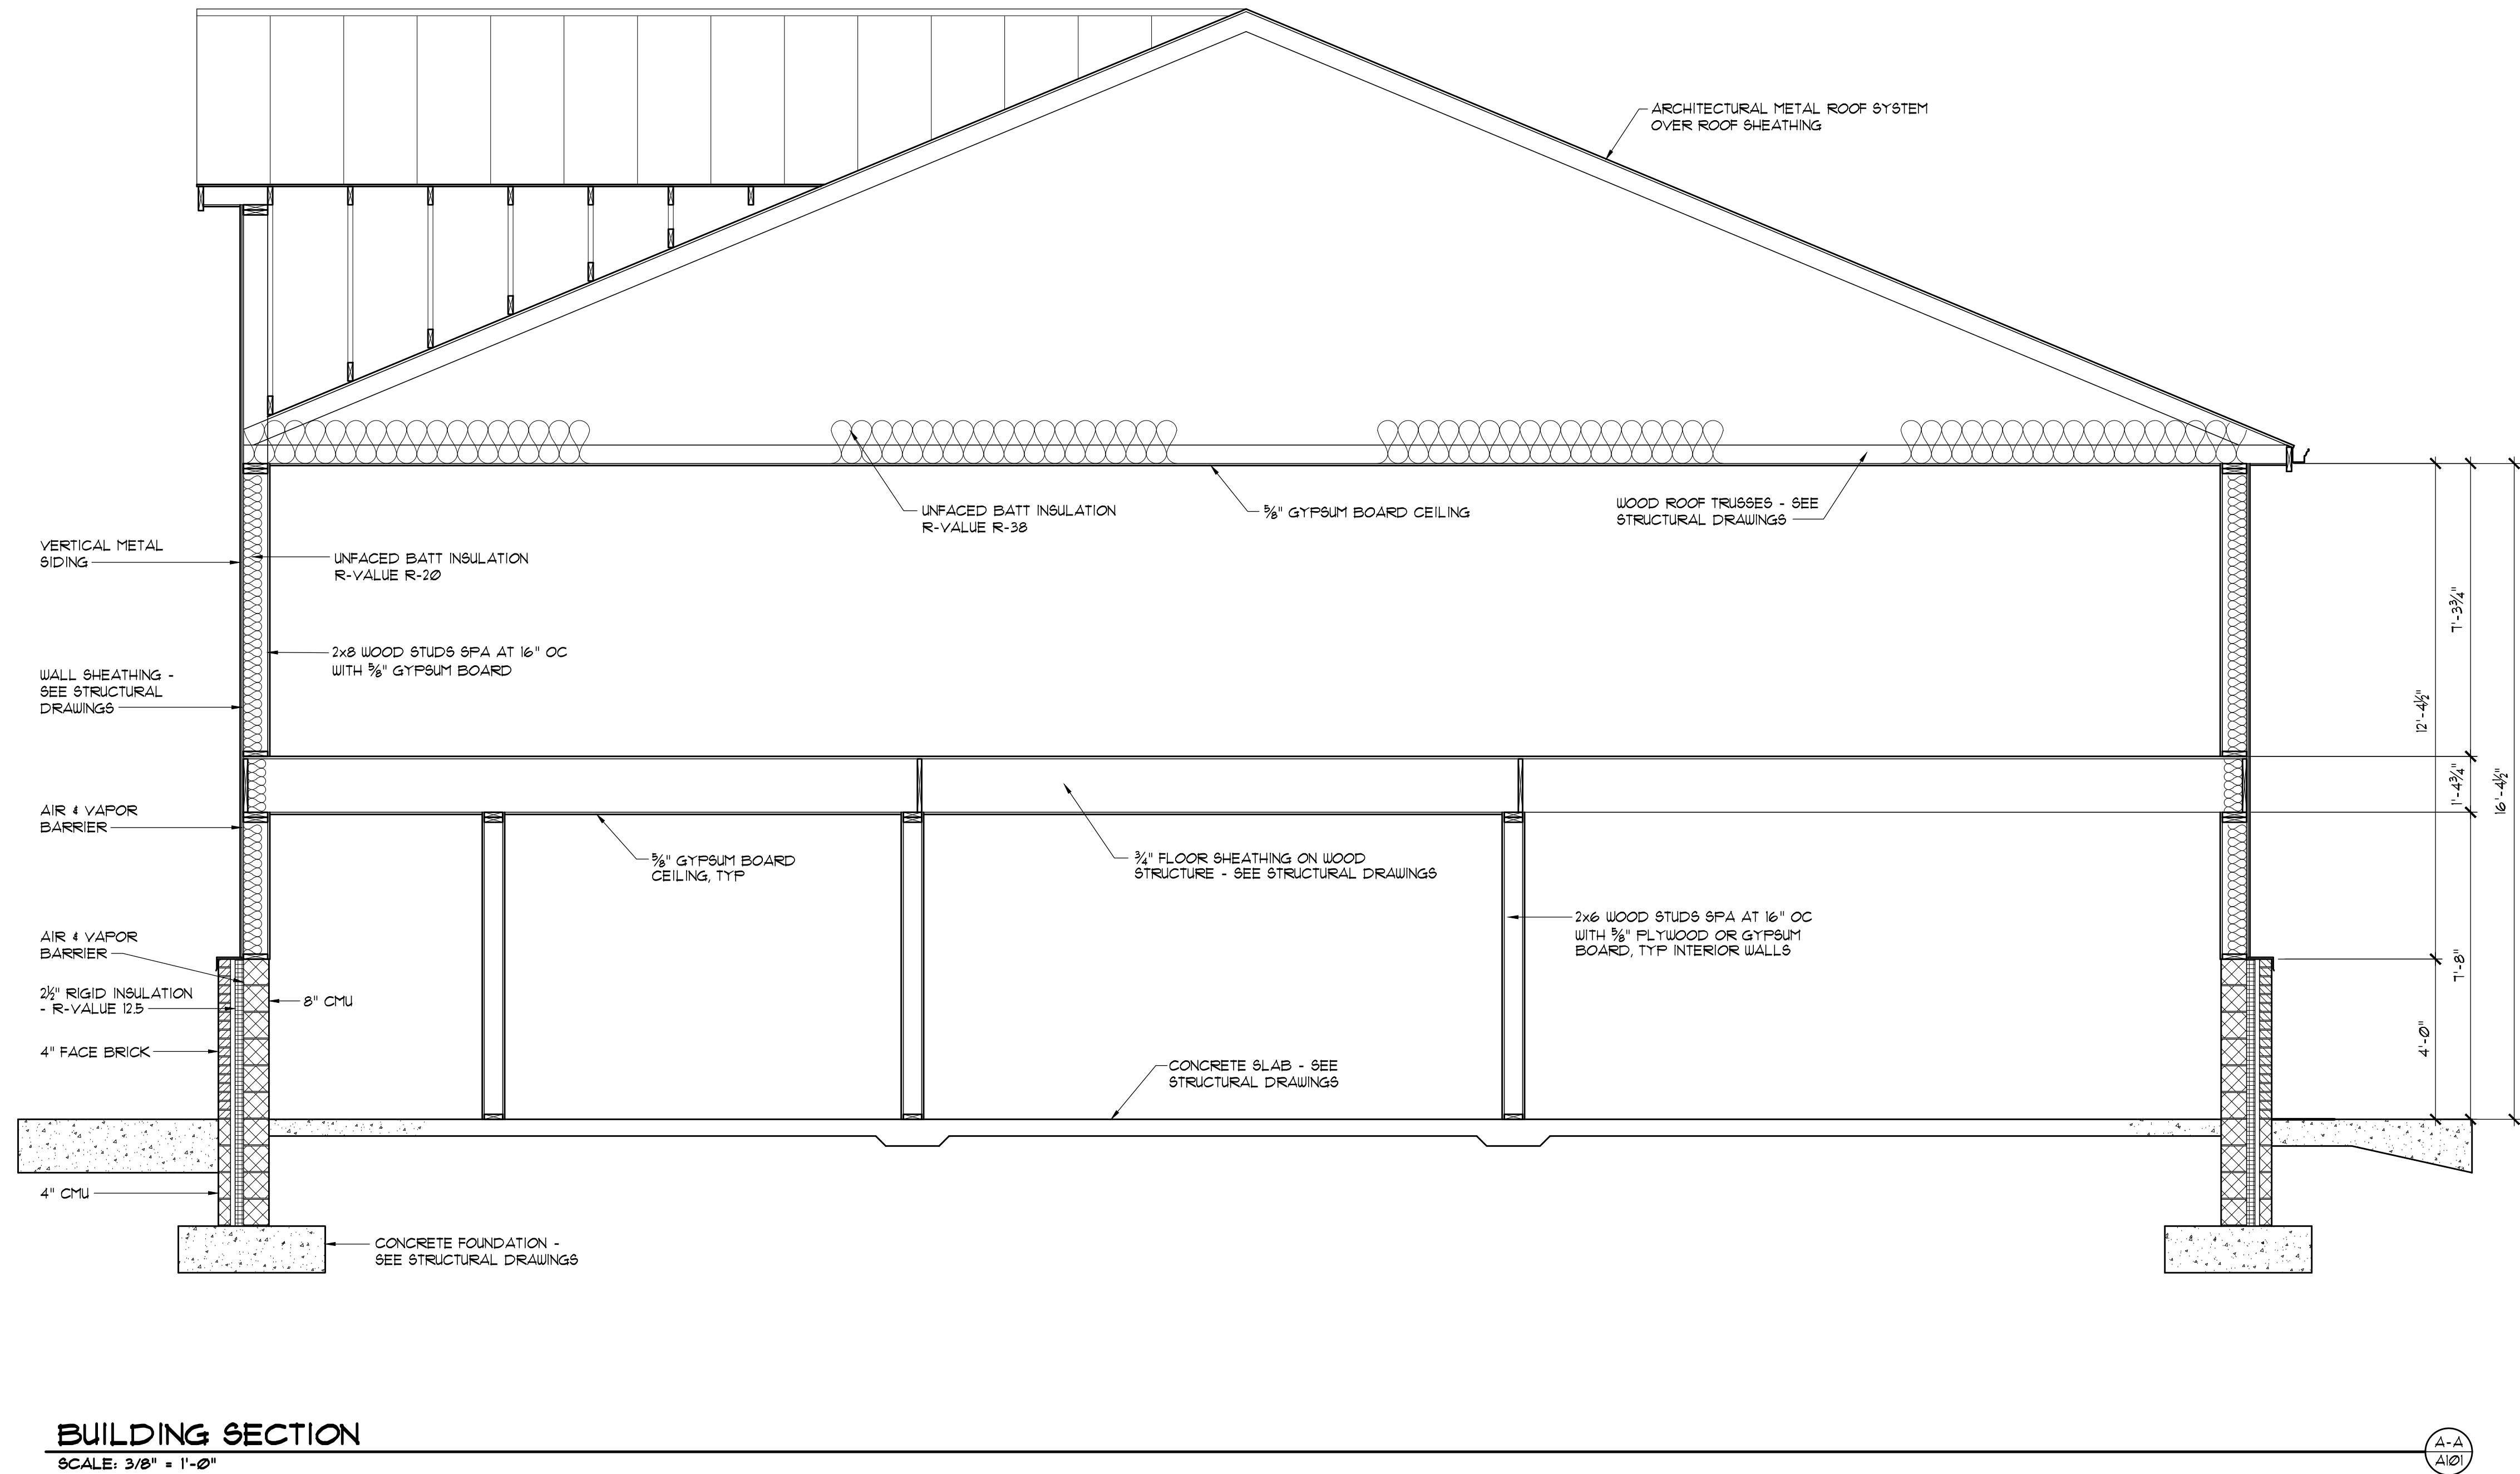 ARCHITECTURAL METAL ROOF SYSTEM
OVER ROOF SHEATHING
UNFACED BATT INSULATION
R-VALUE R-38
⅝" GYPSUM BOARD CEILING
WOOD ROOF TRUSSES - SEE
STRUCTURAL DRAWINGS
VERTICAL METAL
SIDING
UNFACED BATT INSULATION
R-VALUE R-20
2x8 WOOD STUDS SPA AT 16" OC
WITH ⅝" GYPSUM BOARD
WALL SHEATHING -
SEE STRUCTURAL
DRAWINGS
AIR & VAPOR
BARRIER
⅝" GYPSUM BOARD
CEILING, TYP
¾" FLOOR SHEATHING ON WOOD
STRUCTURE - SEE STRUCTURAL DRAWINGS
2x6 WOOD STUDS SPA AT 16" OC
WITH ⅝" PLYWOOD OR GYPSUM
BOARD, TYP INTERIOR WALLS
AIR & VAPOR
BARRIER
2½" RIGID INSULATION
- R-VALUE 12.5
8" CMU
4" FACE BRICK
CONCRETE SLAB - SEE
STRUCTURAL DRAWINGS
4" CMU
CONCRETE FOUNDATION -
SEE STRUCTURAL DRAWINGS
7'-3¾"
12'-4½"
1'-4¾"
16'-4½"
7'-8"
4'-0"
BUILDING SECTION
SCALE: 3/8" = 1'-0"
A-A
A101